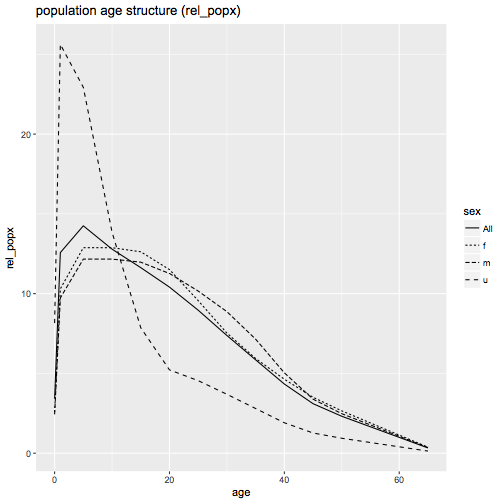 population age structure (rel_popx)
rel_popx
20
10
0
0
20
40
60
age
sex
All
f
m
u